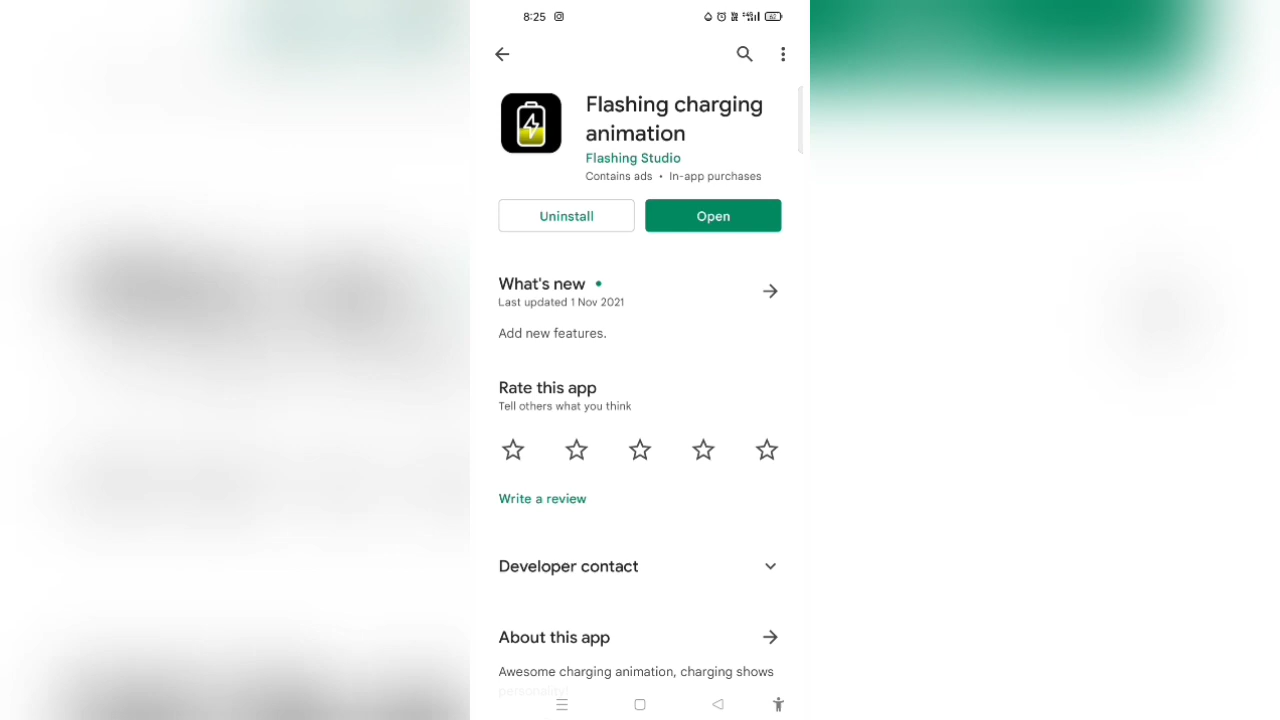 8:25
62
Flashing charging
animation
Flashing Studio
Contains ads • In-app purchases
Uninstall
Open
What's new
Last updated 1 Nov 2021
Add new features.
Rate this app
Tell others what you think
Write a review
Developer contact
About this app
Awesome charging animation, charging shows
personality!